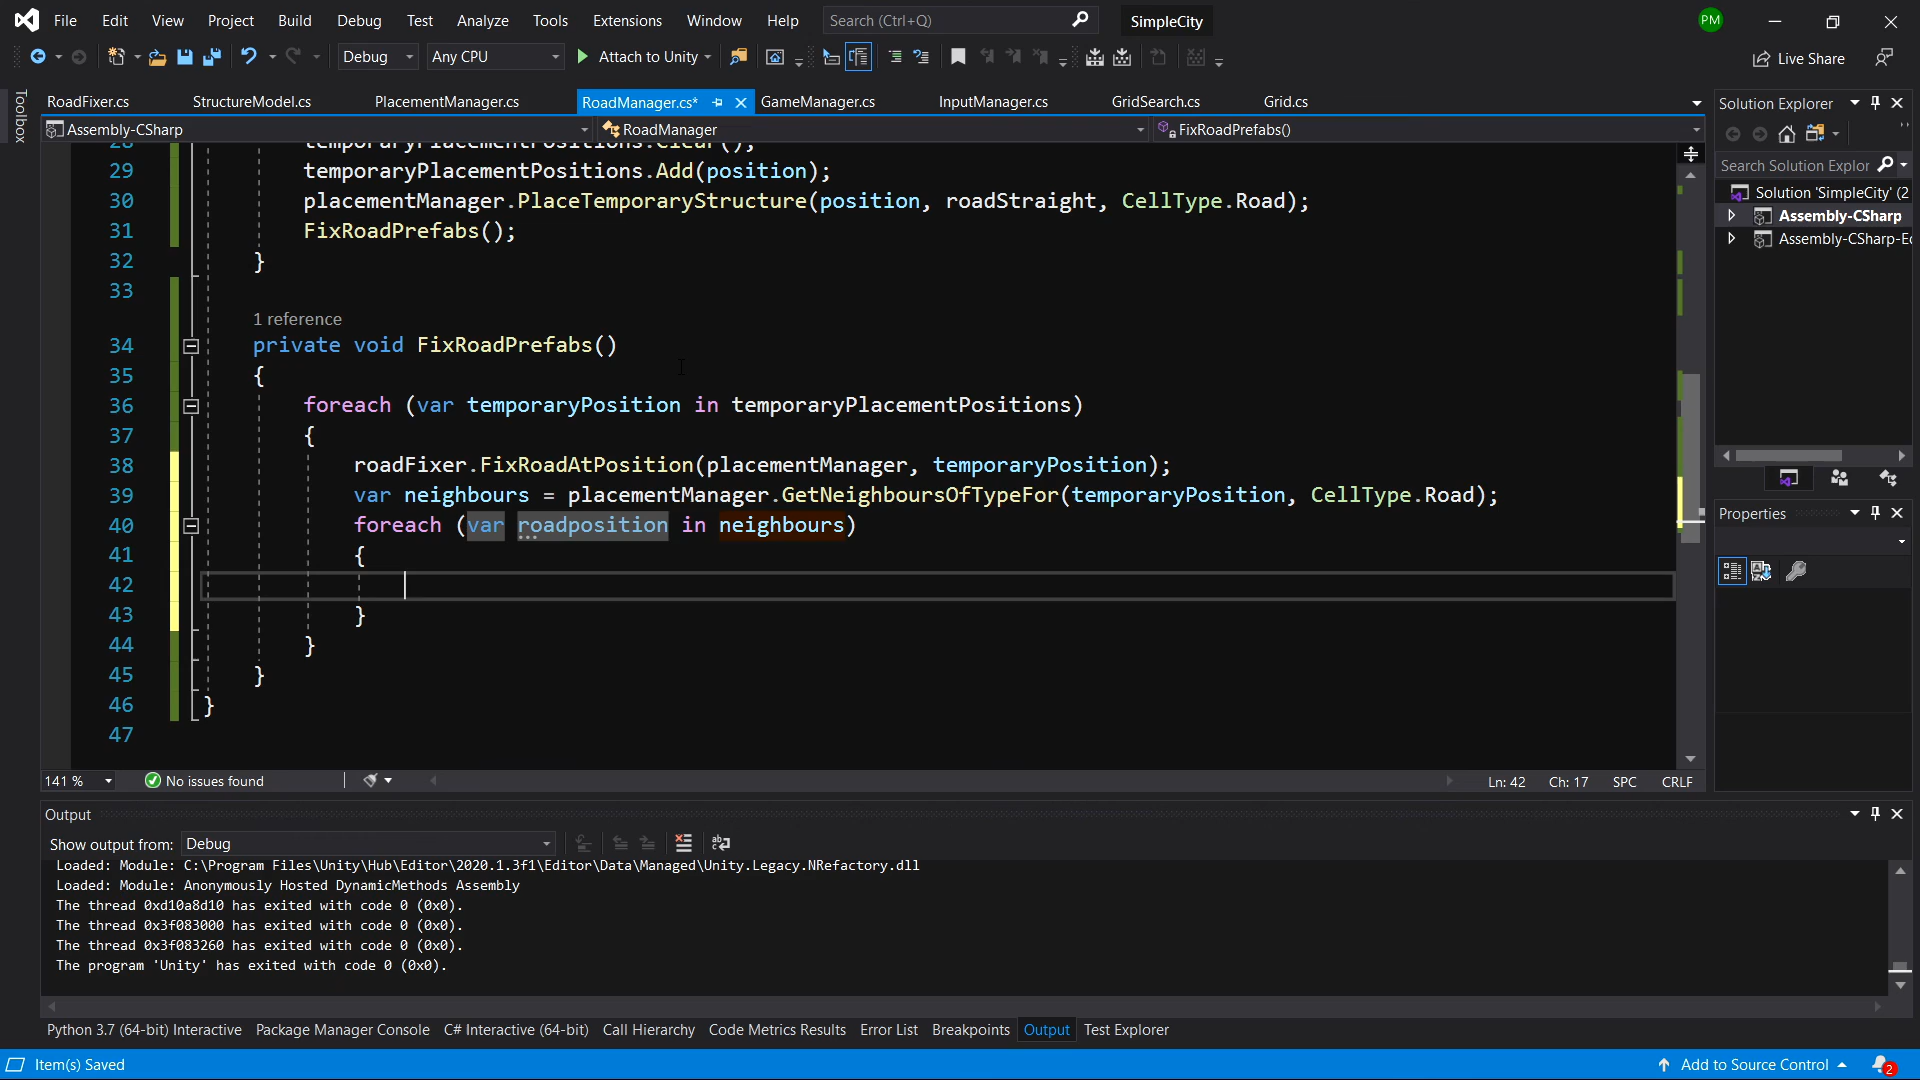 File Edit View Project Build Debug Test Analyze Tools Extensions Window Help Search (Ctrl+Q) SimpleCity PM
Debug Any CPU Attach to Unity Live Share
Toolbox
RoadFixer.cs StructureModel.cs PlacementManager.cs RoadManager.cs* GameManager.cs InputManager.cs GridSearch.cs Grid.cs
Assembly-CSharp RoadManager FixRoadPrefabs()
28 temporaryPlacementPositions.Clear();
29 temporaryPlacementPositions.Add(position);
30 placementManager.PlaceTemporaryStructure(position, roadStraight, CellType.Road);
31 FixRoadPrefabs();
32 }
33
1 reference
34 private void FixRoadPrefabs()
35 {
36 foreach (var temporaryPosition in temporaryPlacementPositions)
37 {
38 roadFixer.FixRoadAtPosition(placementManager, temporaryPosition);
39 var neighbours = placementManager.GetNeighboursOfTypeFor(temporaryPosition, CellType.Road);
40 foreach (var roadposition in neighbours)
41 {
42
43 }
44 }
45 }
46 }
47
141 % No issues found Ln: 42 Ch: 17 SPC CRLF
Solution Explorer
Search Solution Explor
Solution 'SimpleCity' (2
Assembly-CSharp
Assembly-CSharp-Ec
Properties
Output
Show output from: Debug
Loaded: Module: C:\Program Files\Unity\Hub\Editor\2020.1.3f1\Editor\Data\Managed\Unity.Legacy.NRefactory.dll
Loaded: Module: Anonymously Hosted DynamicMethods Assembly
The thread 0xd10a8d10 has exited with code 0 (0x0).
The thread 0x3f083000 has exited with code 0 (0x0).
The thread 0x3f083260 has exited with code 0 (0x0).
The program 'Unity' has exited with code 0 (0x0).
Python 3.7 (64-bit) Interactive Package Manager Console C# Interactive (64-bit) Call Hierarchy Code Metrics Results Error List Breakpoints Output Test Explorer
Item(s) Saved Add to Source Control 2